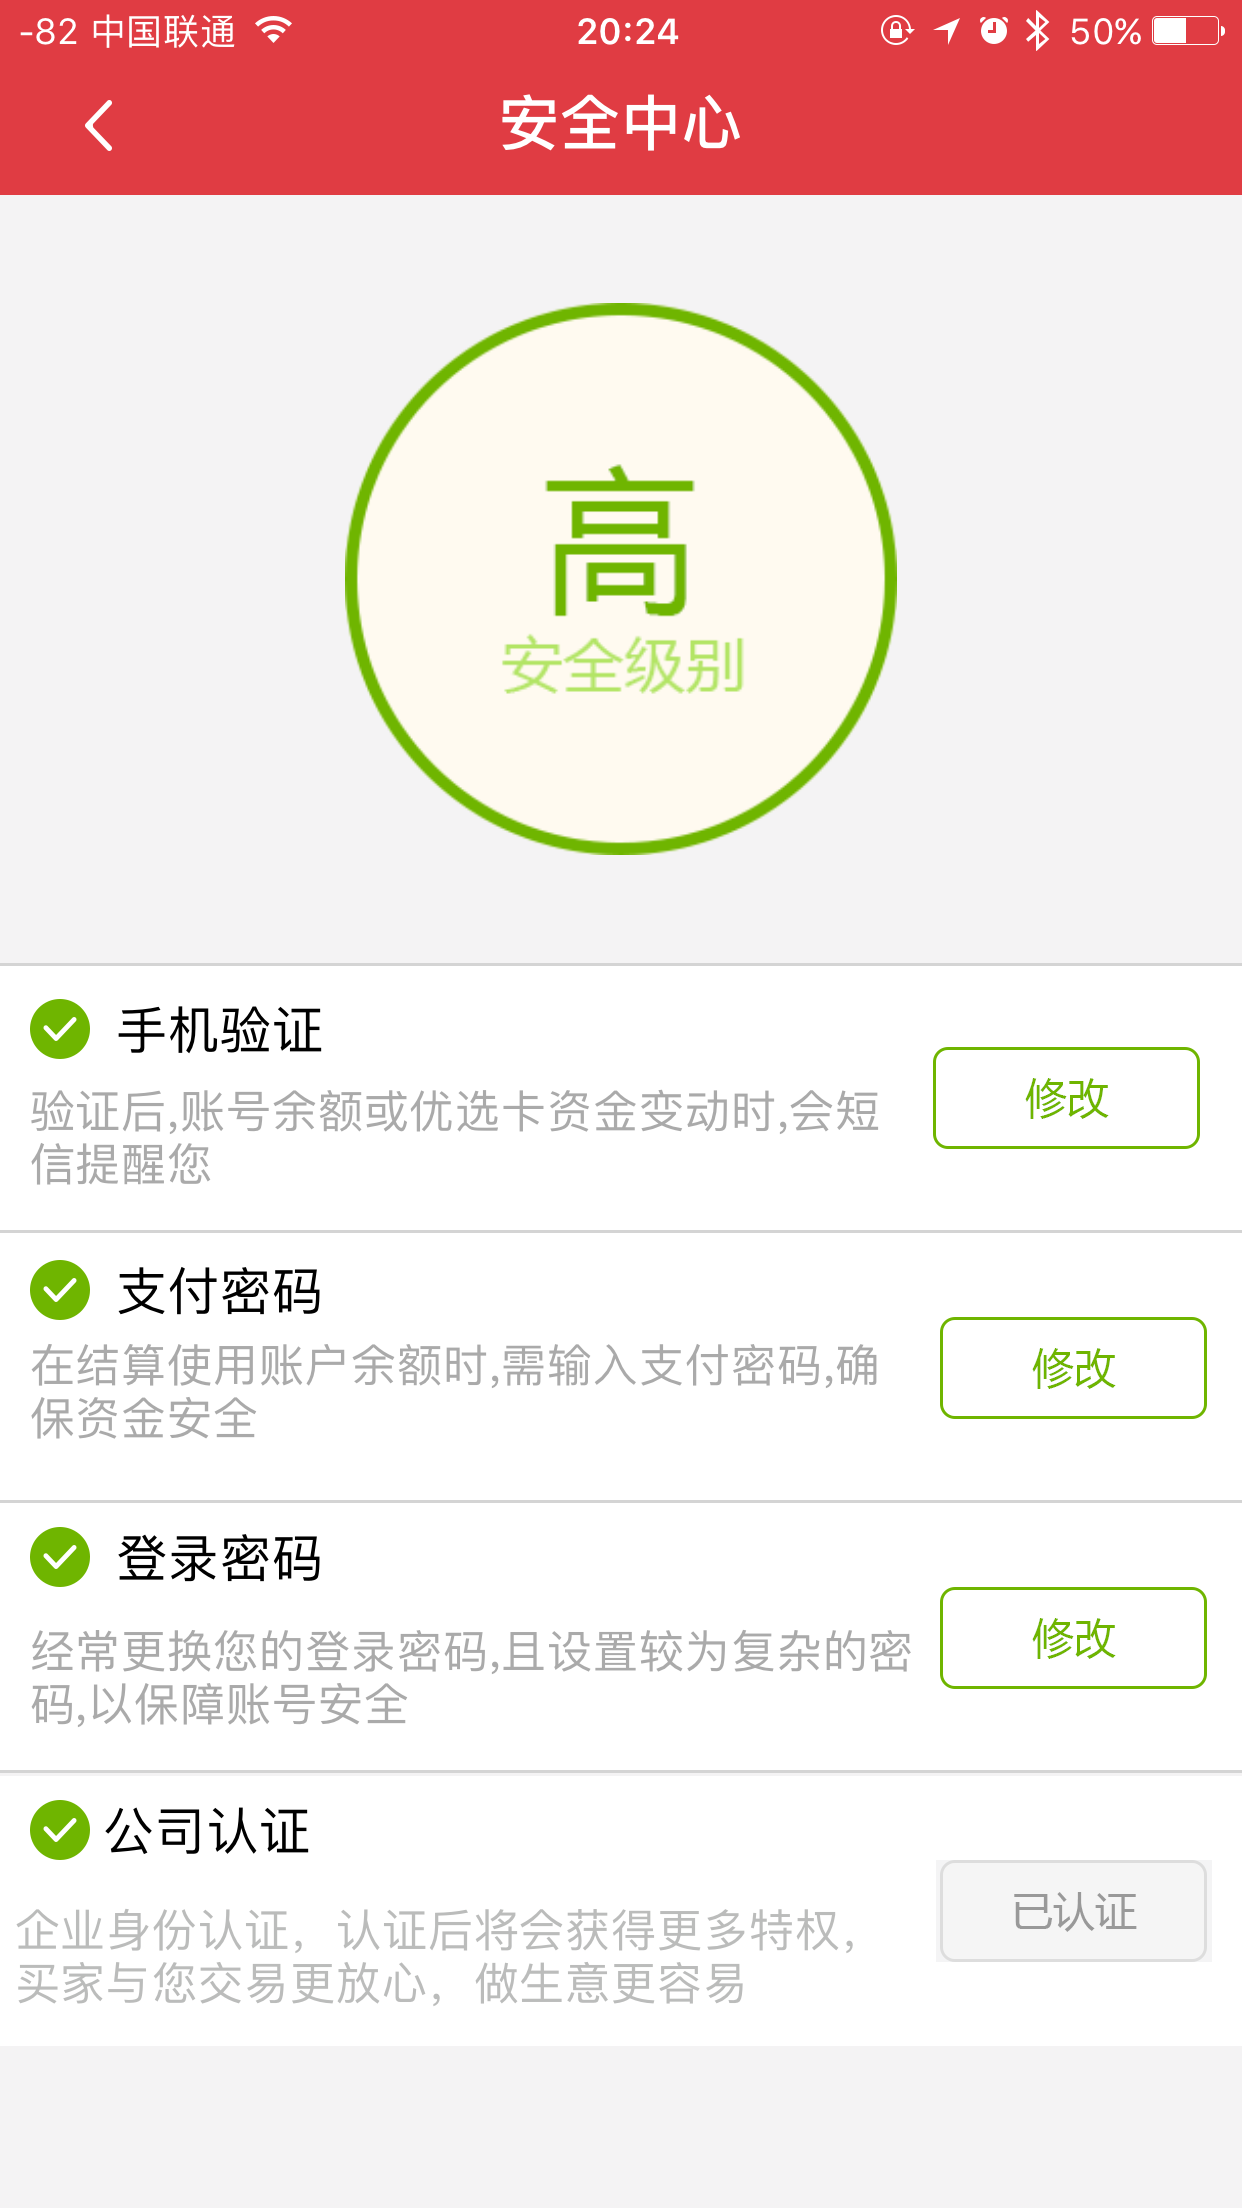 -82 中国联通 20:24 50%
安全中心
高
安全级别
手机验证
验证后,账号余额或优选卡资金变动时,会短
信提醒您
修改
支付密码
在结算使用账户余额时,需输入支付密码,确
保资金安全
修改
登录密码
经常更换您的登录密码,且设置较为复杂的密
码,以保障账号安全
修改
公司认证
企业身份认证，认证后将会获得更多特权，
买家与您交易更放心，做生意更容易
已认证